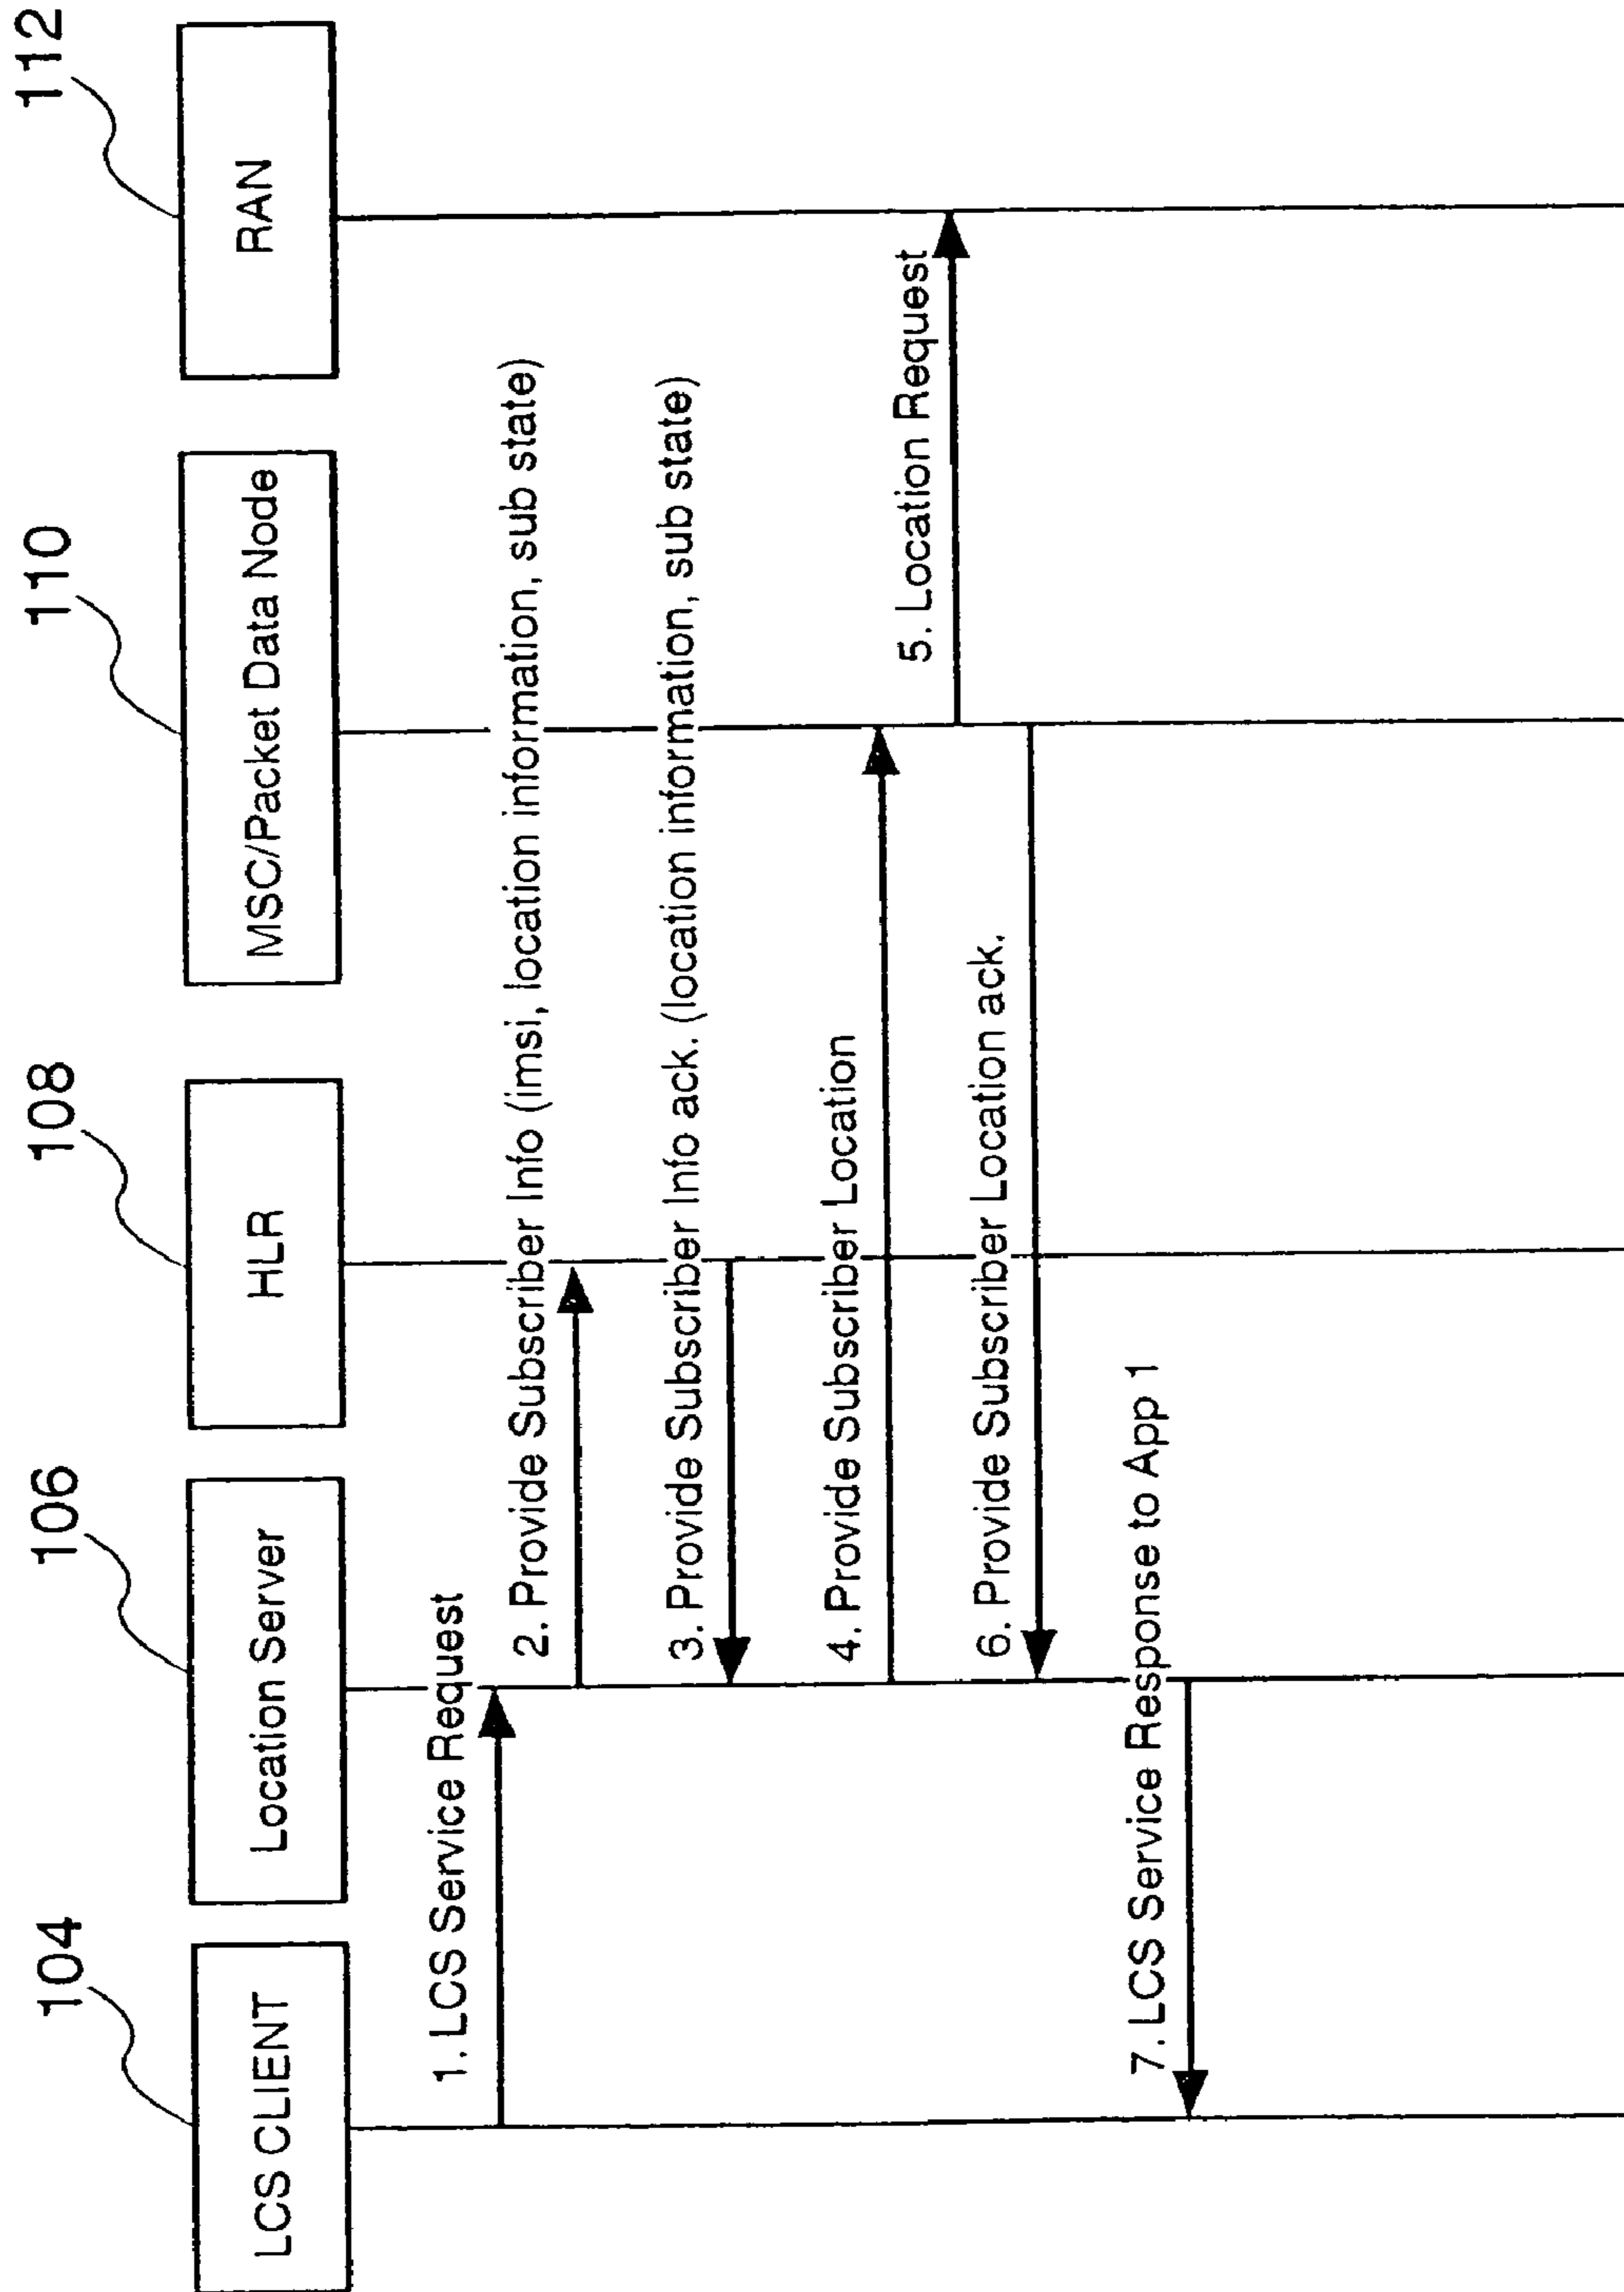 104
106
108
110
112
LCS CLIENT
Location Server
HLR
MSC/Packet Data Node
RAN
1. LCS Service Request
2. Provide Subscriber Info (imsi, location information, sub state)
3. Provide Subscriber Info ack. (location information, sub state)
4. Provide Subscriber Location
5. Location Request
6. Provide Subscriber Location ack.
7. LCS Service Response to App 1